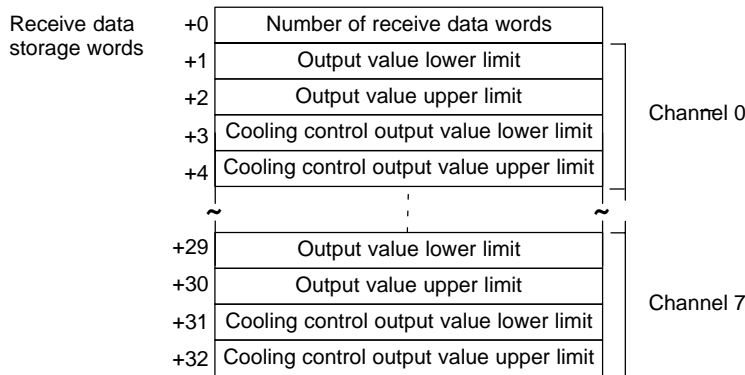 Receive data
storage words
+0 Number of receive data words
+1 Output value lower limit
+2 Output value upper limit
+3 Cooling control output value lower limit
+4 Cooling control output value upper limit
Channel 0
~ ~
+29 Output value lower limit
+30 Output value upper limit
+31 Cooling control output value lower limit
+32 Cooling control output value upper limit
Channel 7